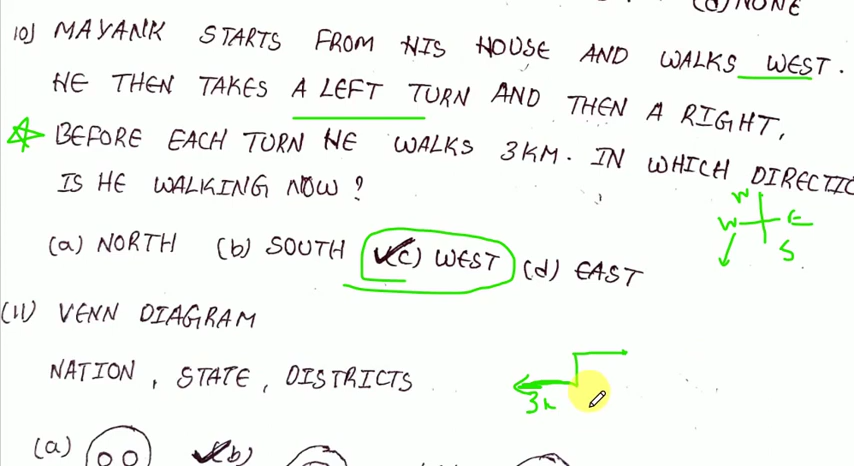 (d) NONE
10) MAYANK STARTS FROM HIS HOUSE AND WALKS WEST.
HE THEN TAKES A LEFT TURN AND THEN A RIGHT,
BEFORE EACH TURN HE WALKS 3KM. IN WHICH DIRECTIO
IS HE WALKING NOW?
N
W E
S
(a) NORTH (b) SOUTH (c) WEST (d) EAST
(11) VENN DIAGRAM
NATION, STATE, DISTRICTS
3K
(a) (b)